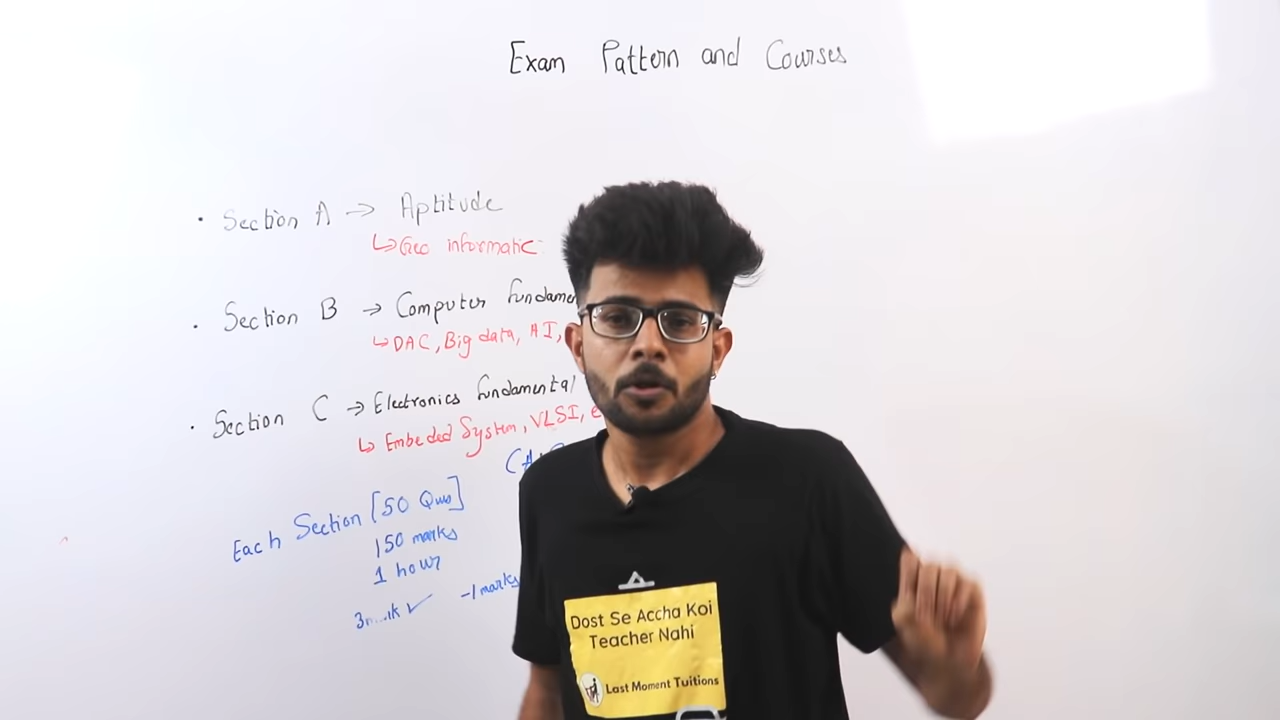 Exam Pattern and Courses
• Section A → Aptitude
↳ Geo informatic
• Section B → Computer fundame
↳ DAC, Big data, AI,
• Section C → Electronics fundamental
↳ Embeded System, VLSI, e
(A+
Each Section [50 Qus]
150 marks
1 hour
✓ -1 marks
Dost Se Accha Koi
Teacher Nahi
Last Moment Tuitions